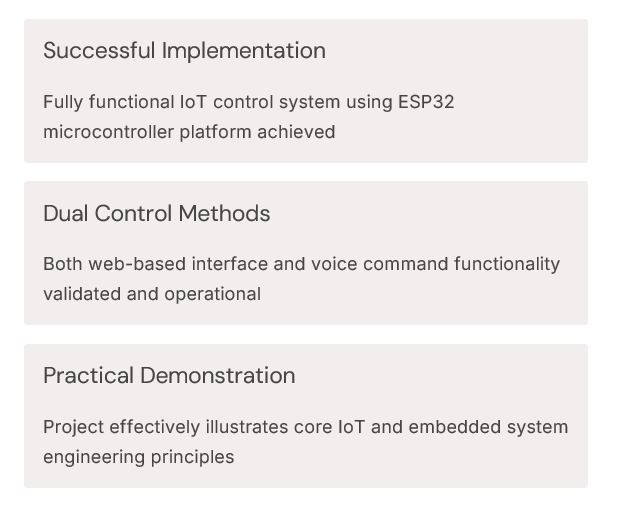 Successful Implementation
Fully functional IoT control system using ESP32
microcontroller platform achieved
Dual Control Methods
Both web-based interface and voice command functionality
validated and operational
Practical Demonstration
Project effectively illustrates core IoT and embedded system
engineering principles